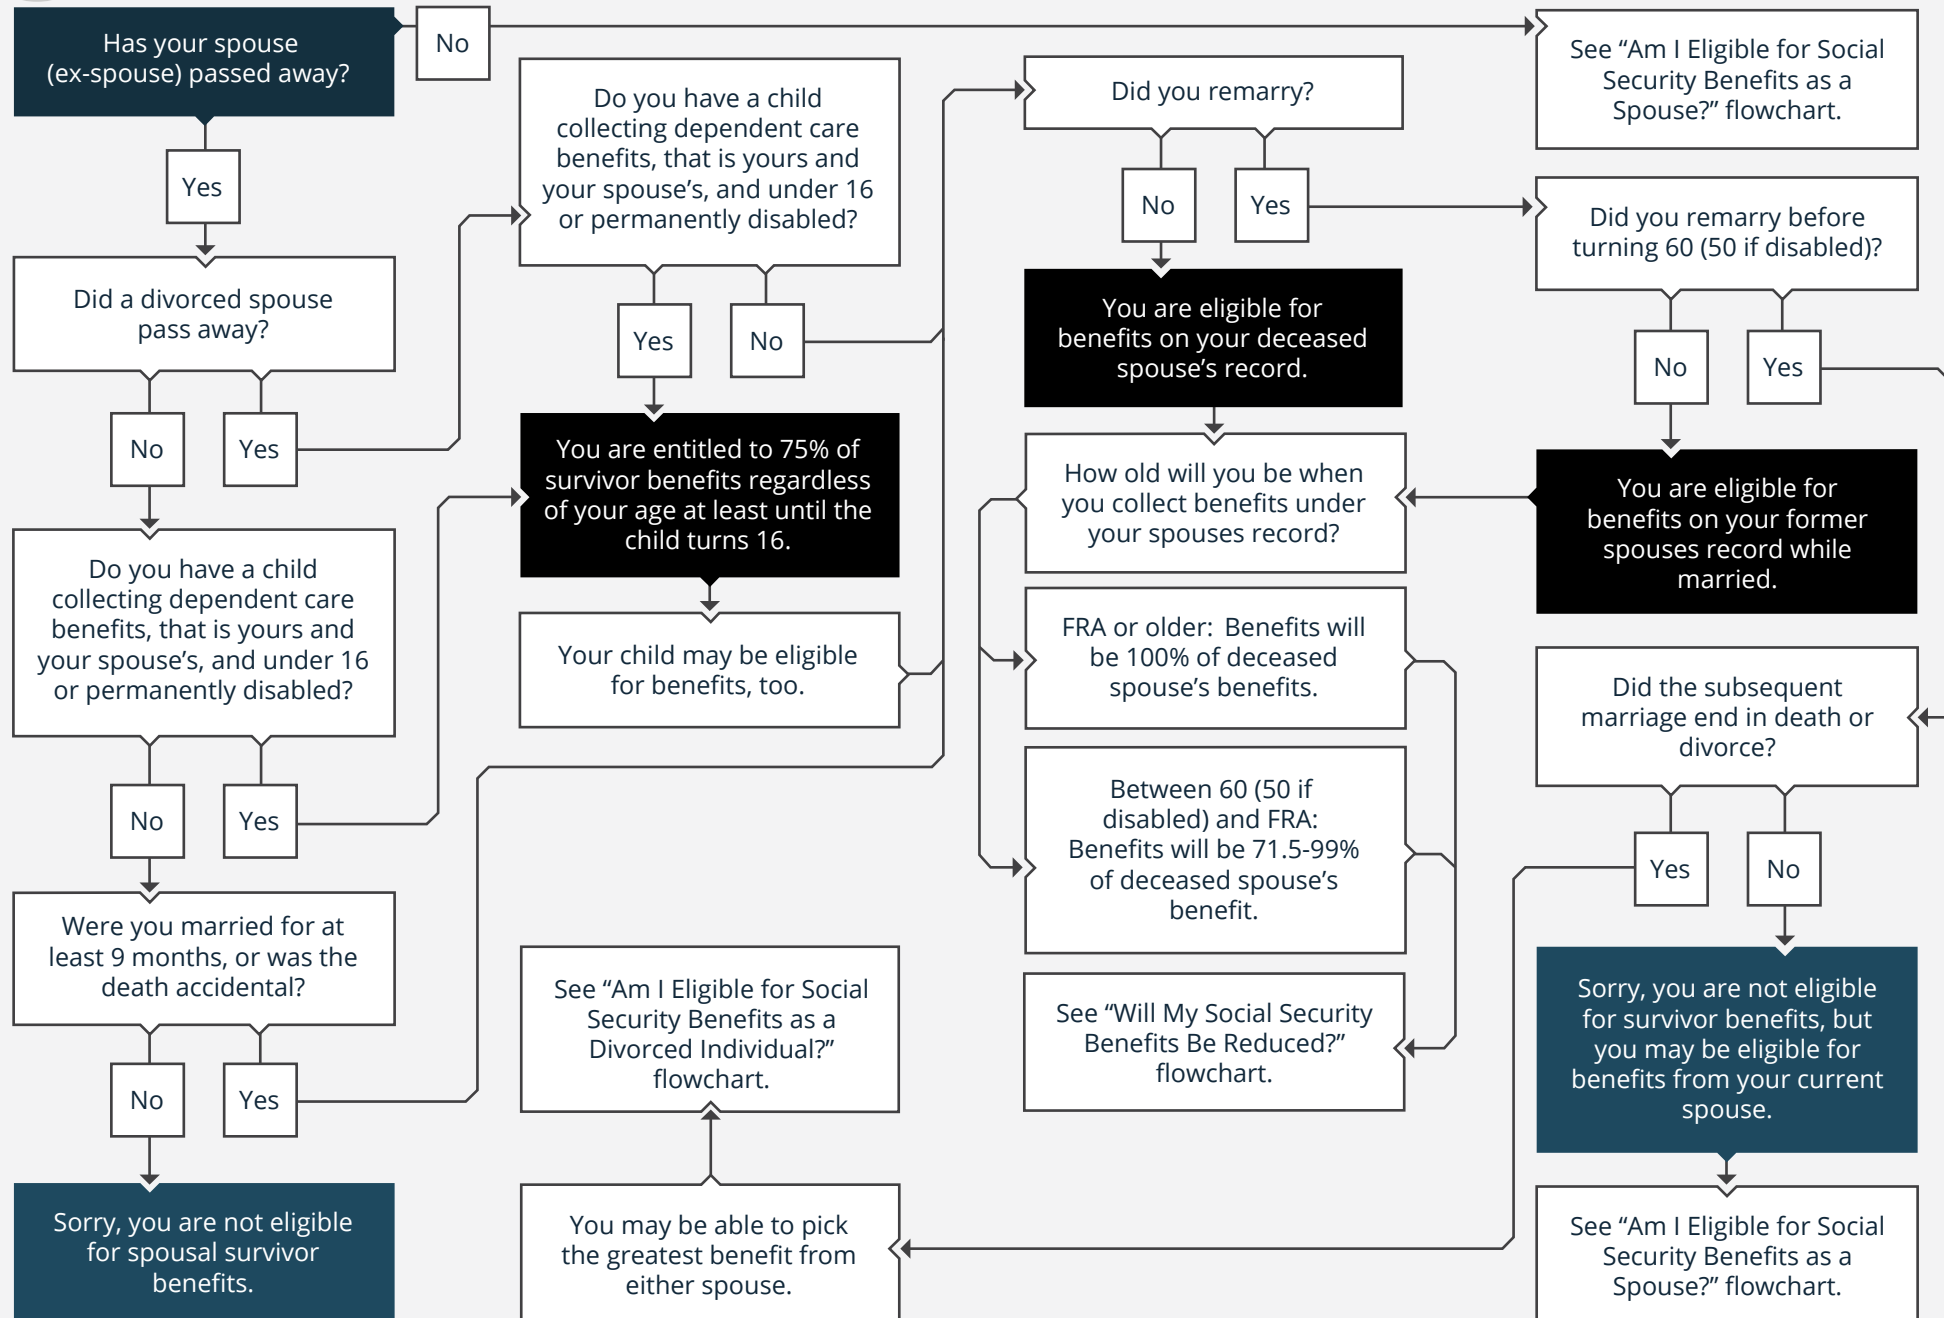 Has your spouse
(ex-spouse) passed away?
No
Yes
Did a divorced spouse
pass away?
No
Yes
Do you have a child
collecting dependent care
benefits, that is yours and
your spouse’s, and under 16
or permanently disabled?
No
Yes
Were you married for at
least 9 months, or was the
death accidental?
No
Yes
Sorry, you are not eligible
for spousal survivor
benefits.
Do you have a child
collecting dependent care
benefits, that is yours and
your spouse’s, and under 16
or permanently disabled?
Yes
No
You are entitled to 75% of
survivor benefits regardless
of your age at least until the
child turns 16.
Your child may be eligible
for benefits, too.
See “Am I Eligible for Social
Security Benefits as a
Divorced Individual?”
flowchart.
You may be able to pick
the greatest benefit from
either spouse.
Did you remarry?
No
Yes
You are eligible for
benefits on your deceased
spouse’s record.
How old will you be when
you collect benefits under
your spouses record?
FRA or older: Benefits will
be 100% of deceased
spouse’s benefits.
Between 60 (50 if
disabled) and FRA:
Benefits will be 71.5-99%
of deceased spouse’s
benefit.
See “Will My Social Security
Benefits Be Reduced?”
flowchart.
See “Am I Eligible for Social
Security Benefits as a
Spouse?” flowchart.
Did you remarry before
turning 60 (50 if disabled)?
No
Yes
You are eligible for
benefits on your former
spouses record while
married.
Did the subsequent
marriage end in death or
divorce?
Yes
No
Sorry, you are not eligible
for survivor benefits, but
you may be eligible for
benefits from your current
spouse.
See “Am I Eligible for Social
Security Benefits as a
Spouse?” flowchart.